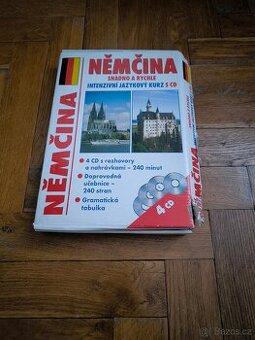 NĚMČINA
SNADNO A RYCHLE
INTENZIVNÍ JAZYKOVÝ KURZ S CD
NĚMČINA
4 CD s rozhovory
a nahrávkami – 240 minut
Doprovodná
učebnice –
240 stran
Gramatická
tabulka
4 CD
NĚMČINA
Bazos.cz